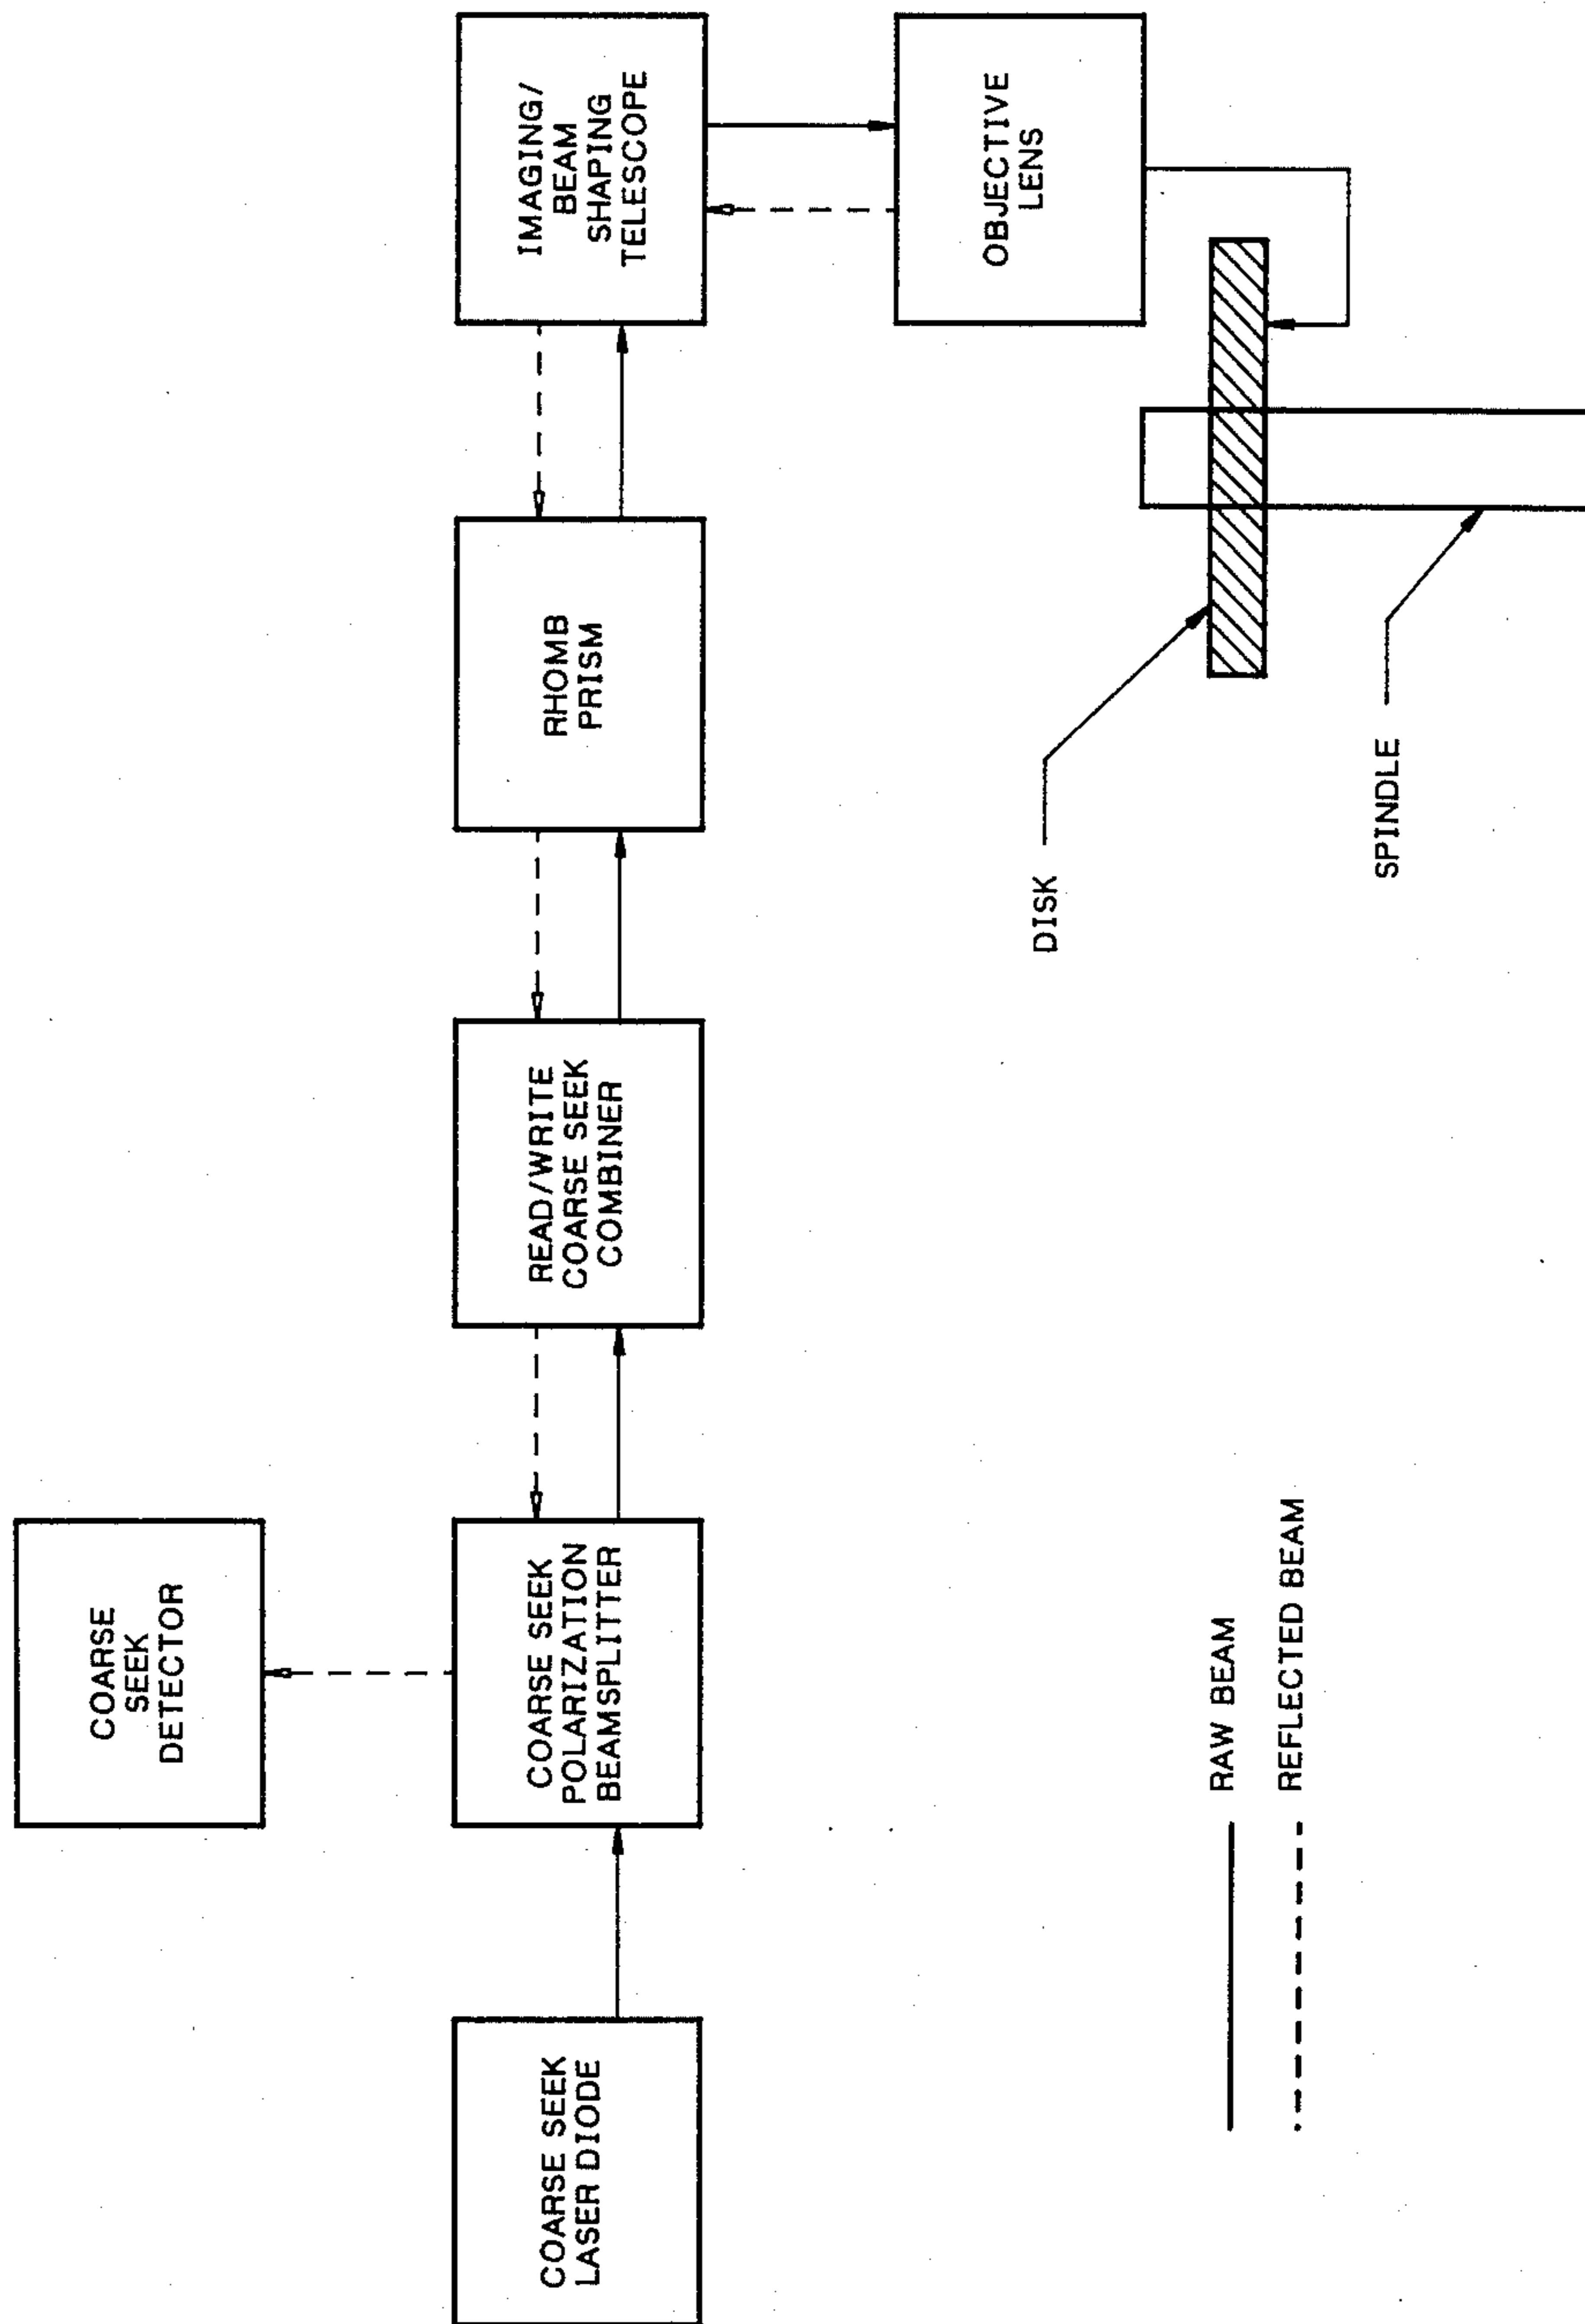 COARSE
SEEK
DETECTOR
COARSE SEEK
LASER DIODE
COARSE SEEK
POLARIZATION
BEAMSPLITTER
READ/WRITE
COARSE SEEK
COMBINER
RHOMB
PRISM
IMAGING/
BEAM
SHAPING
TELESCOPE
OBJECTIVE
LENS
DISK
SPINDLE
RAW BEAM
REFLECTED BEAM